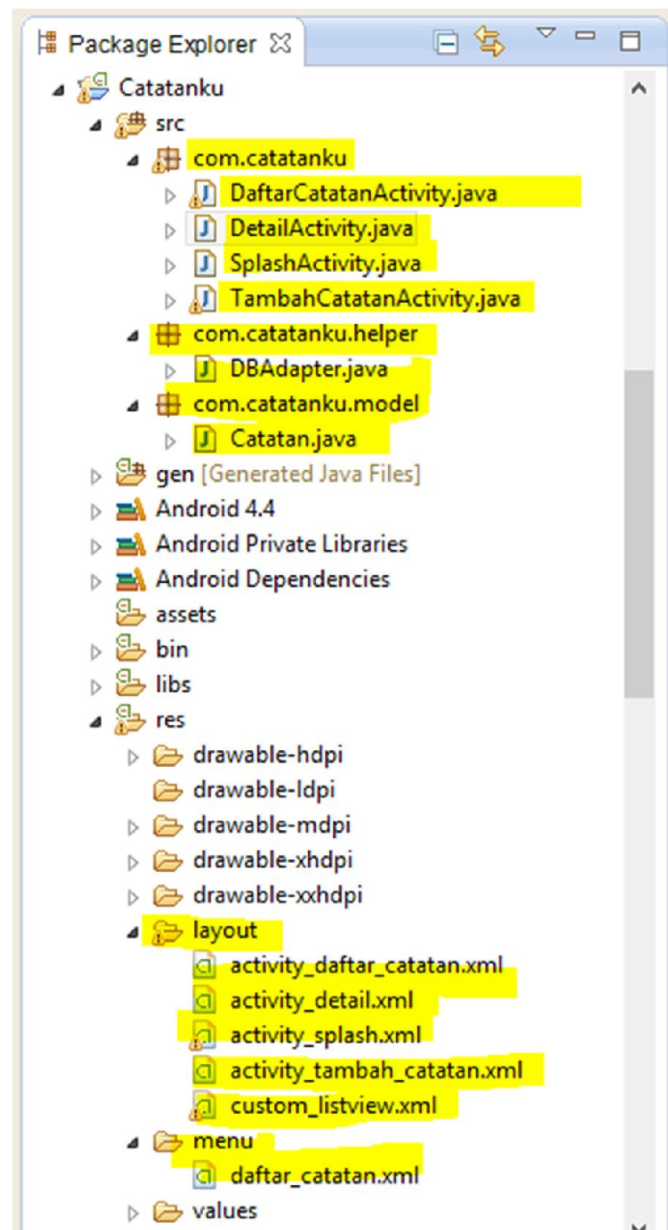 Package Explorer
Catatanku
src
com.catatanku
DaftarCatatanActivity.java
DetailActivity.java
SplashActivity.java
TambahCatatanActivity.java
com.catatanku.helper
DBAdapter.java
com.catatanku.model
Catatan.java
gen [Generated Java Files]
Android 4.4
Android Private Libraries
Android Dependencies
assets
bin
libs
res
drawable-hdpi
drawable-ldpi
drawable-mdpi
drawable-xhdpi
drawable-xxhdpi
layout
activity_daftar_catatan.xml
activity_detail.xml
activity_splash.xml
activity_tambah_catatan.xml
custom_listview.xml
menu
daftar_catatan.xml
values